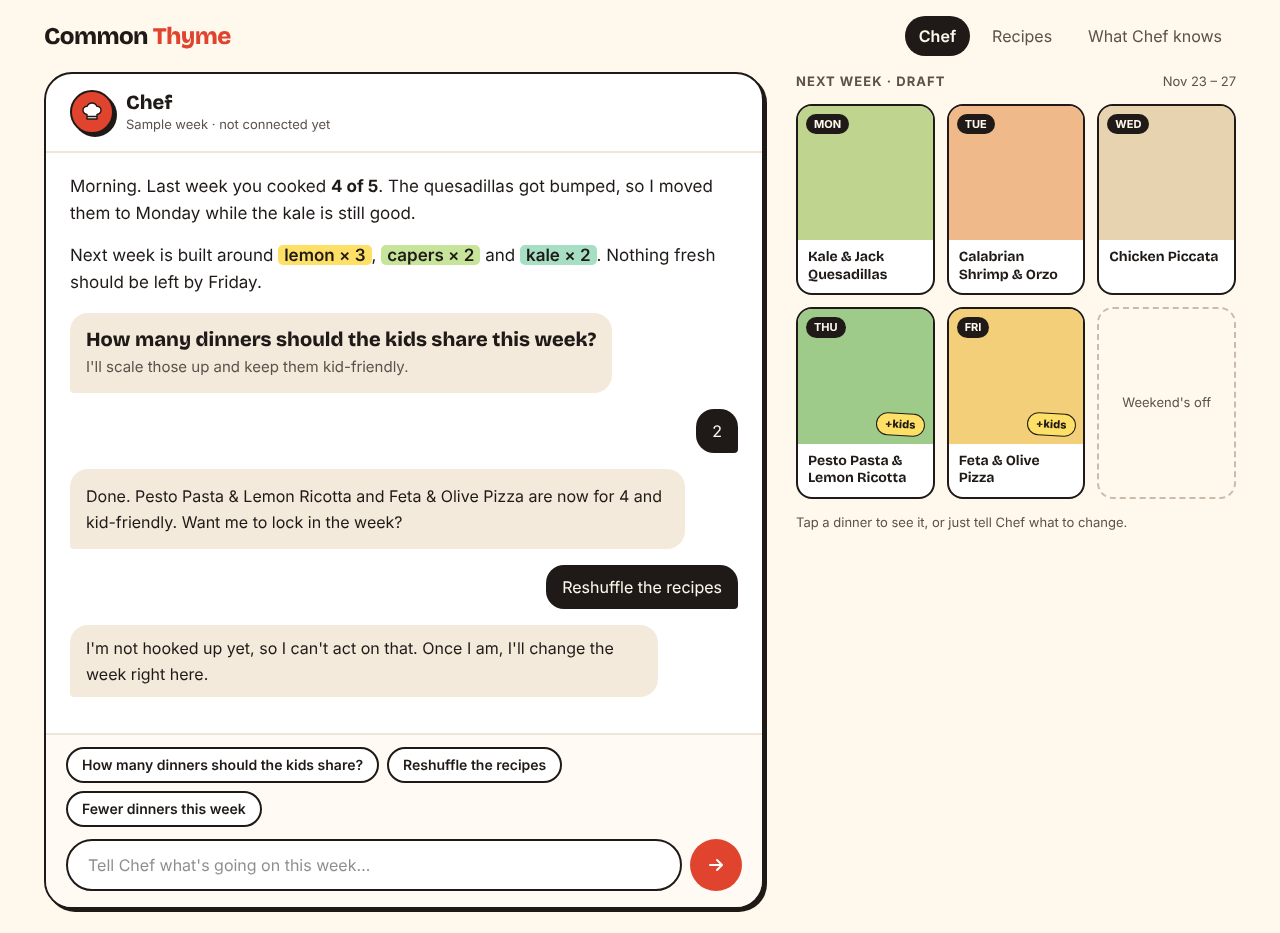 Common Thyme
Chef
Recipes
What Chef knows
Chef
Sample week · not connected yet
Morning. Last week you cooked 4 of 5. The quesadillas got bumped, so I moved
them to Monday while the kale is still good.
Next week is built around lemon × 3, capers × 2 and kale × 2. Nothing fresh
should be left by Friday.
How many dinners should the kids share this week?
I'll scale those up and keep them kid-friendly.
2
Done. Pesto Pasta & Lemon Ricotta and Feta & Olive Pizza are now for 4 and
kid-friendly. Want me to lock in the week?
Reshuffle the recipes
I'm not hooked up yet, so I can't act on that. Once I am, I'll change the
week right here.
How many dinners should the kids share?
Reshuffle the recipes
Fewer dinners this week
Tell Chef what's going on this week...
NEXT WEEK · DRAFT
Nov 23 – 27
MON
Kale & Jack
Quesadillas
TUE
Calabrian
Shrimp & Orzo
WED
Chicken Piccata
THU
+kids
Pesto Pasta &
Lemon Ricotta
FRI
+kids
Feta & Olive
Pizza
Weekend's off
Tap a dinner to see it, or just tell Chef what to change.